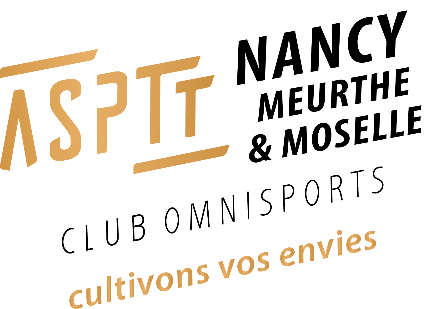 ASPTT
NANCY
MEURTHE
& MOSELLE
CLUB OMNISPORTS
cultivons vos envies